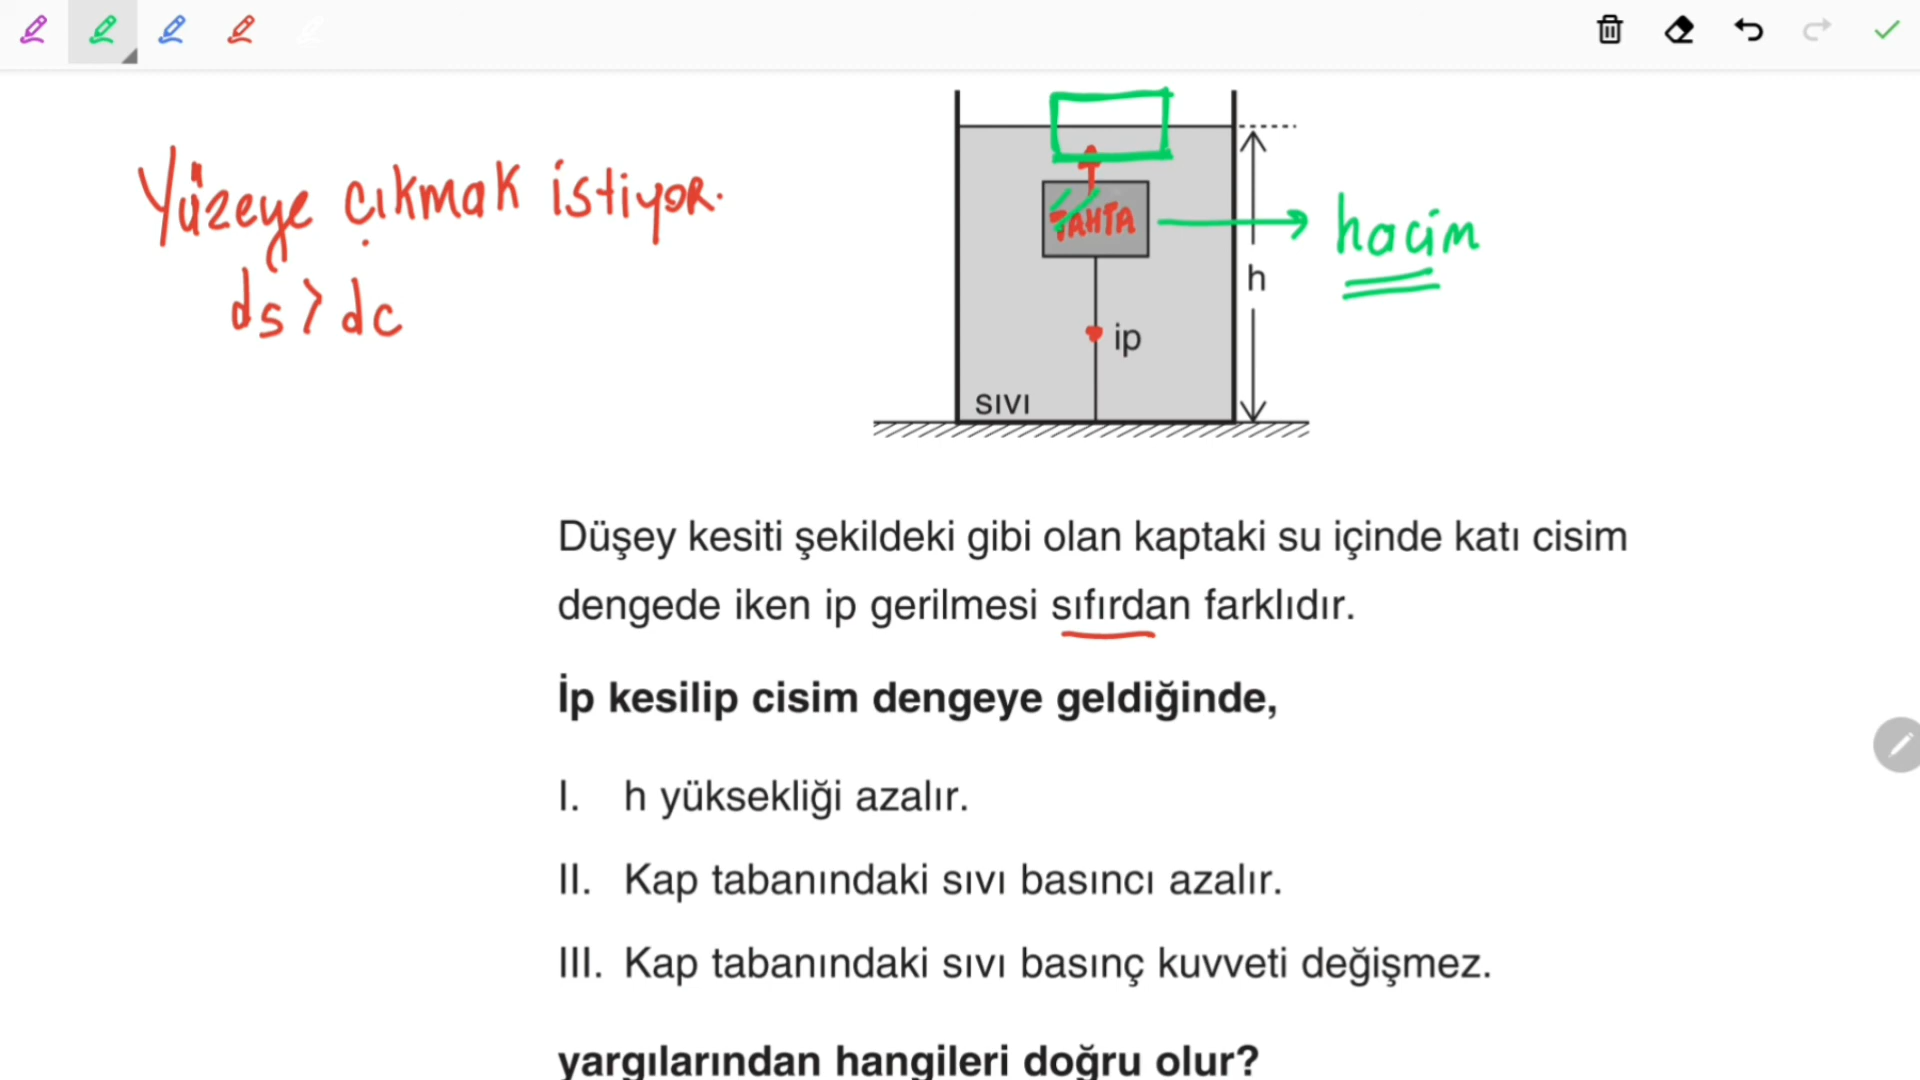 Yüzeye çıkmak istiyor.
ds > dc
TAHTA
hacim
h
ip
SIVI
Düşey kesiti şekildeki gibi olan kaptaki su içinde katı cisim
dengede iken ip gerilmesi sıfırdan farklıdır.
İp kesilip cisim dengeye geldiğinde,
I. h yüksekliği azalır.
II. Kap tabanındaki sıvı basıncı azalır.
III. Kap tabanındaki sıvı basınç kuvveti değişmez.
yargılarından hangileri doğru olur?